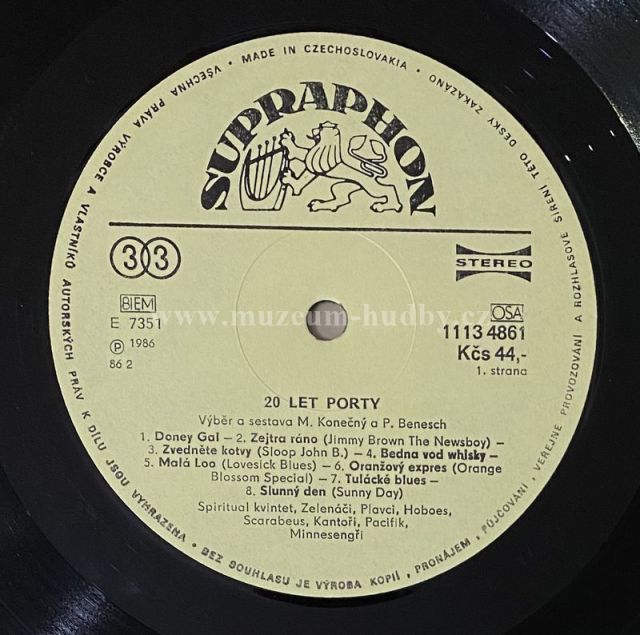 VŠECHNA PRÁVA VÝROBCE A VLASTNÍKŮ AUTORSKÝCH PRÁV K DÍLU JSOU VYHRAZENA • BEZ SOUHLASU JE VÝROBA KOPIÍ, PRONÁJEM, PŮJČOVÁNÍ, VEŘEJNÉ PROVOZOVÁNÍ A ROZHLASOVÉ ŠÍŘENÍ TÉTO DESKY ZAKÁZÁNO • MADE IN CZECHOSLOVAKIA •
SUPRAPHON
33
STEREO
BIEM
OSA
www.muzeum-hudby.cz
E 7351
1113 4861
Ⓟ 1986
Kčs 44,-
86 2
1. strana
20 LET PORTY
Výběr a sestava M. Konečný a P. Benesch
1. Doney Gal – 2. Zejtra ráno (Jimmy Brown The Newsboy) –
3. Zvedněte kotvy (Sloop John B.) – 4. Bedna vod whisky –
5. Malá Loo (Lovesick Blues) – 6. Oranžový expres (Orange
Blossom Special) – 7. Tulácké blues –
8. Slunný den (Sunny Day)
Spirituál kvintet, Zelenáči, Plavci, Hoboes,
Scarabeus, Kantoři, Pacifik,
Minnesengři